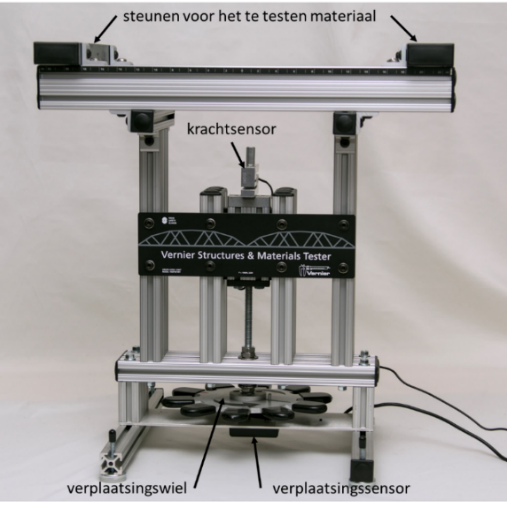 steunen voor het te testen materiaal
krachtsensor
Vernier Structures & Materials Tester
Vernier
verplaatsingswiel
verplaatsingssensor